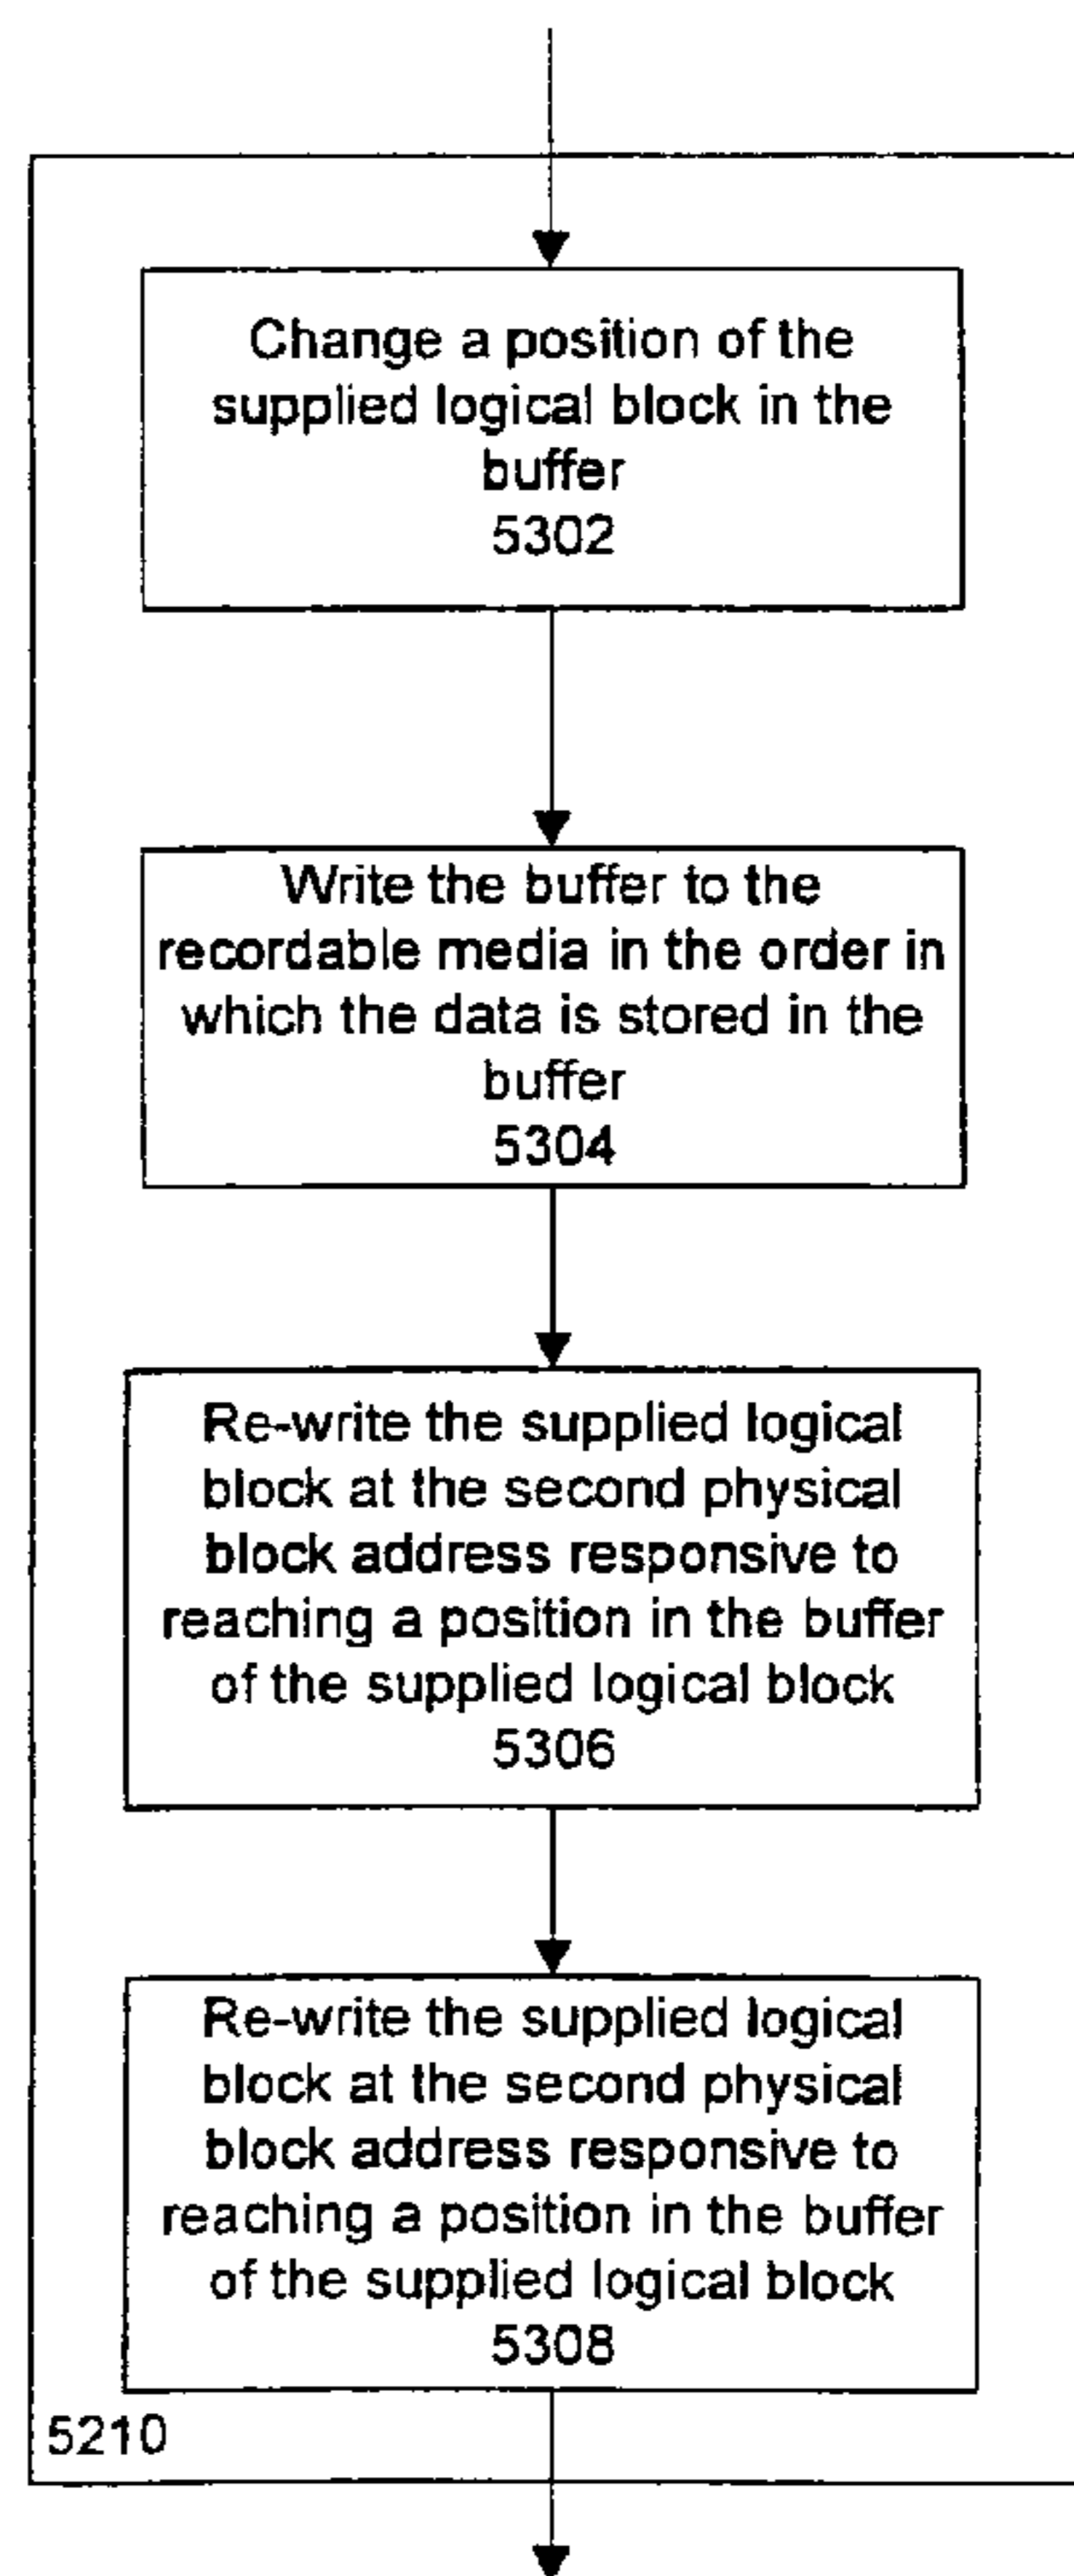 Change a position of the
supplied logical block in the
buffer
5302
Write the buffer to the
recordable media in the order in
which the data is stored in the
buffer
5304
Re-write the supplied logical
block at the second physical
block address responsive to
reaching a position in the buffer
of the supplied logical block
5306
Re-write the supplied logical
block at the second physical
block address responsive to
reaching a position in the buffer
of the supplied logical block
5308
5210